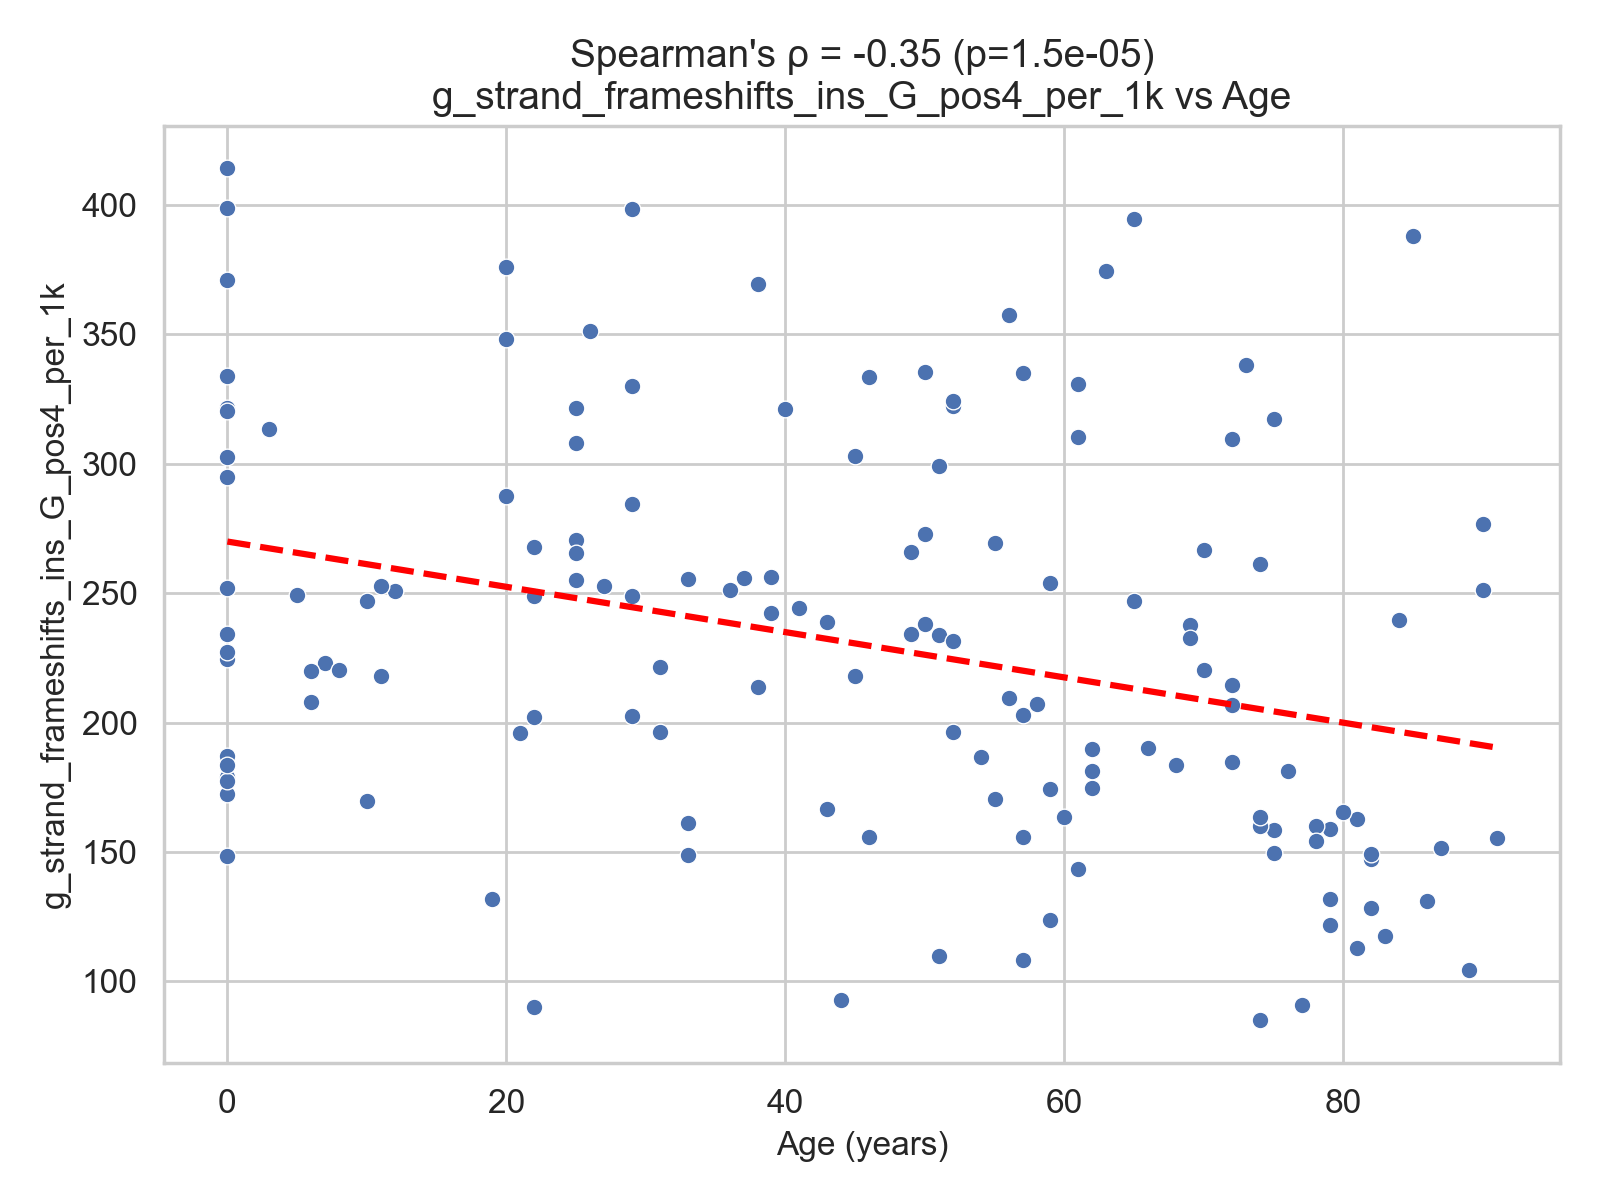 Spearman's ρ = -0.35 (p=1.5e-05)
g_strand_frameshifts_ins_G_pos4_per_1k vs Age
g_strand_frameshifts_ins_G_pos4_per_1k
400
350
300
250
200
150
100
0 20 40 60 80
Age (years)